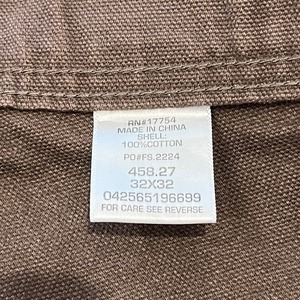 RN#17754
MADE IN CHINA
SHELL:
100%COTTON
PO#FS.2224
458.27
32X32
042565196699
FOR CARE SEE REVERSE